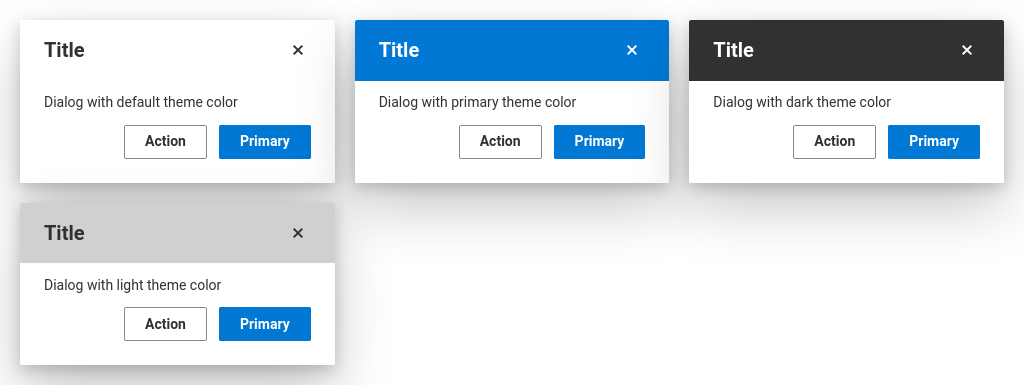 Title
Dialog with default theme color
Action
Primary
Title
Dialog with primary theme color
Action
Primary
Title
Dialog with dark theme color
Action
Primary
Title
Dialog with light theme color
Action
Primary